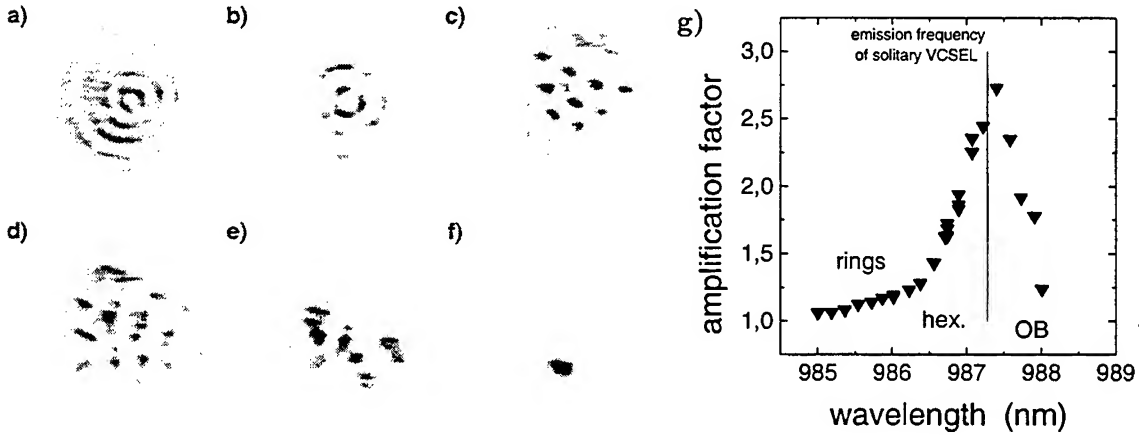 a)
b)
c)
d)
e)
f)
g)
emission frequency
of solitary VCSEL
3,0
2,5
2,0
1,5
1,0
amplification factor
rings
hex.
OB
985 986 987 988 989
wavelength (nm)